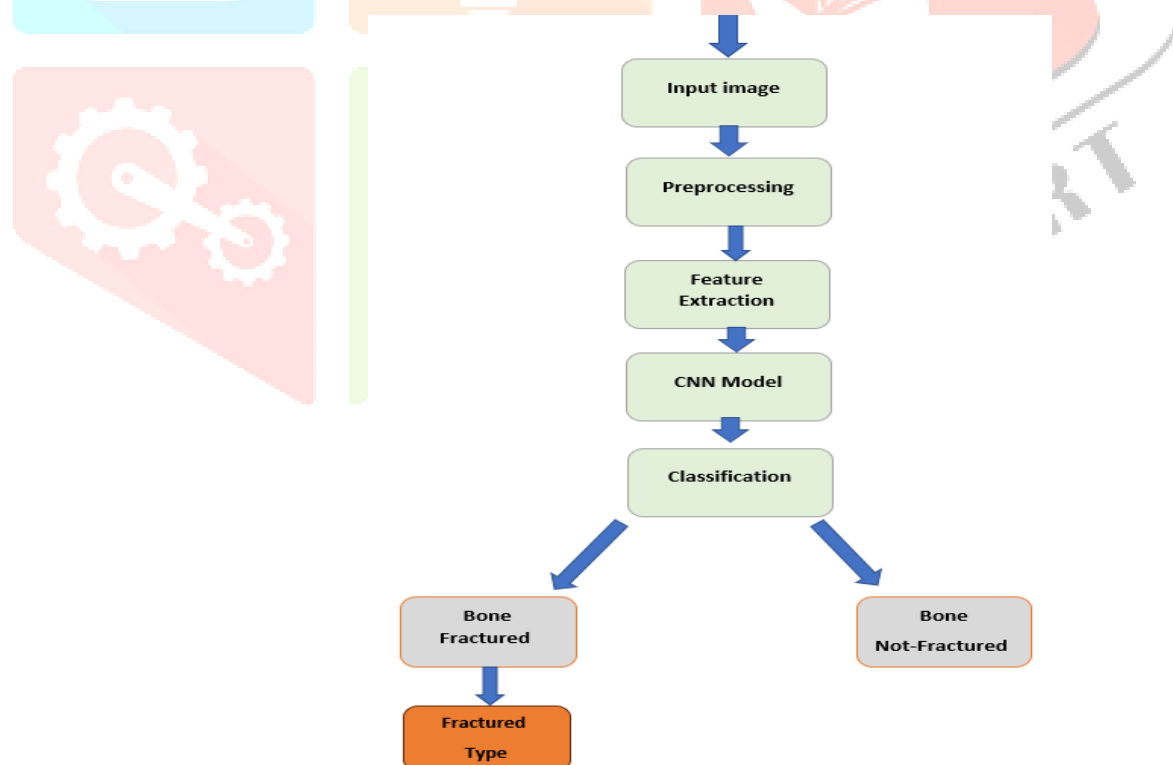 Input image
Preprocessing
Feature
Extraction
CNN Model
Classification
Bone
Fractured
Bone
Not-Fractured
Fractured
Type